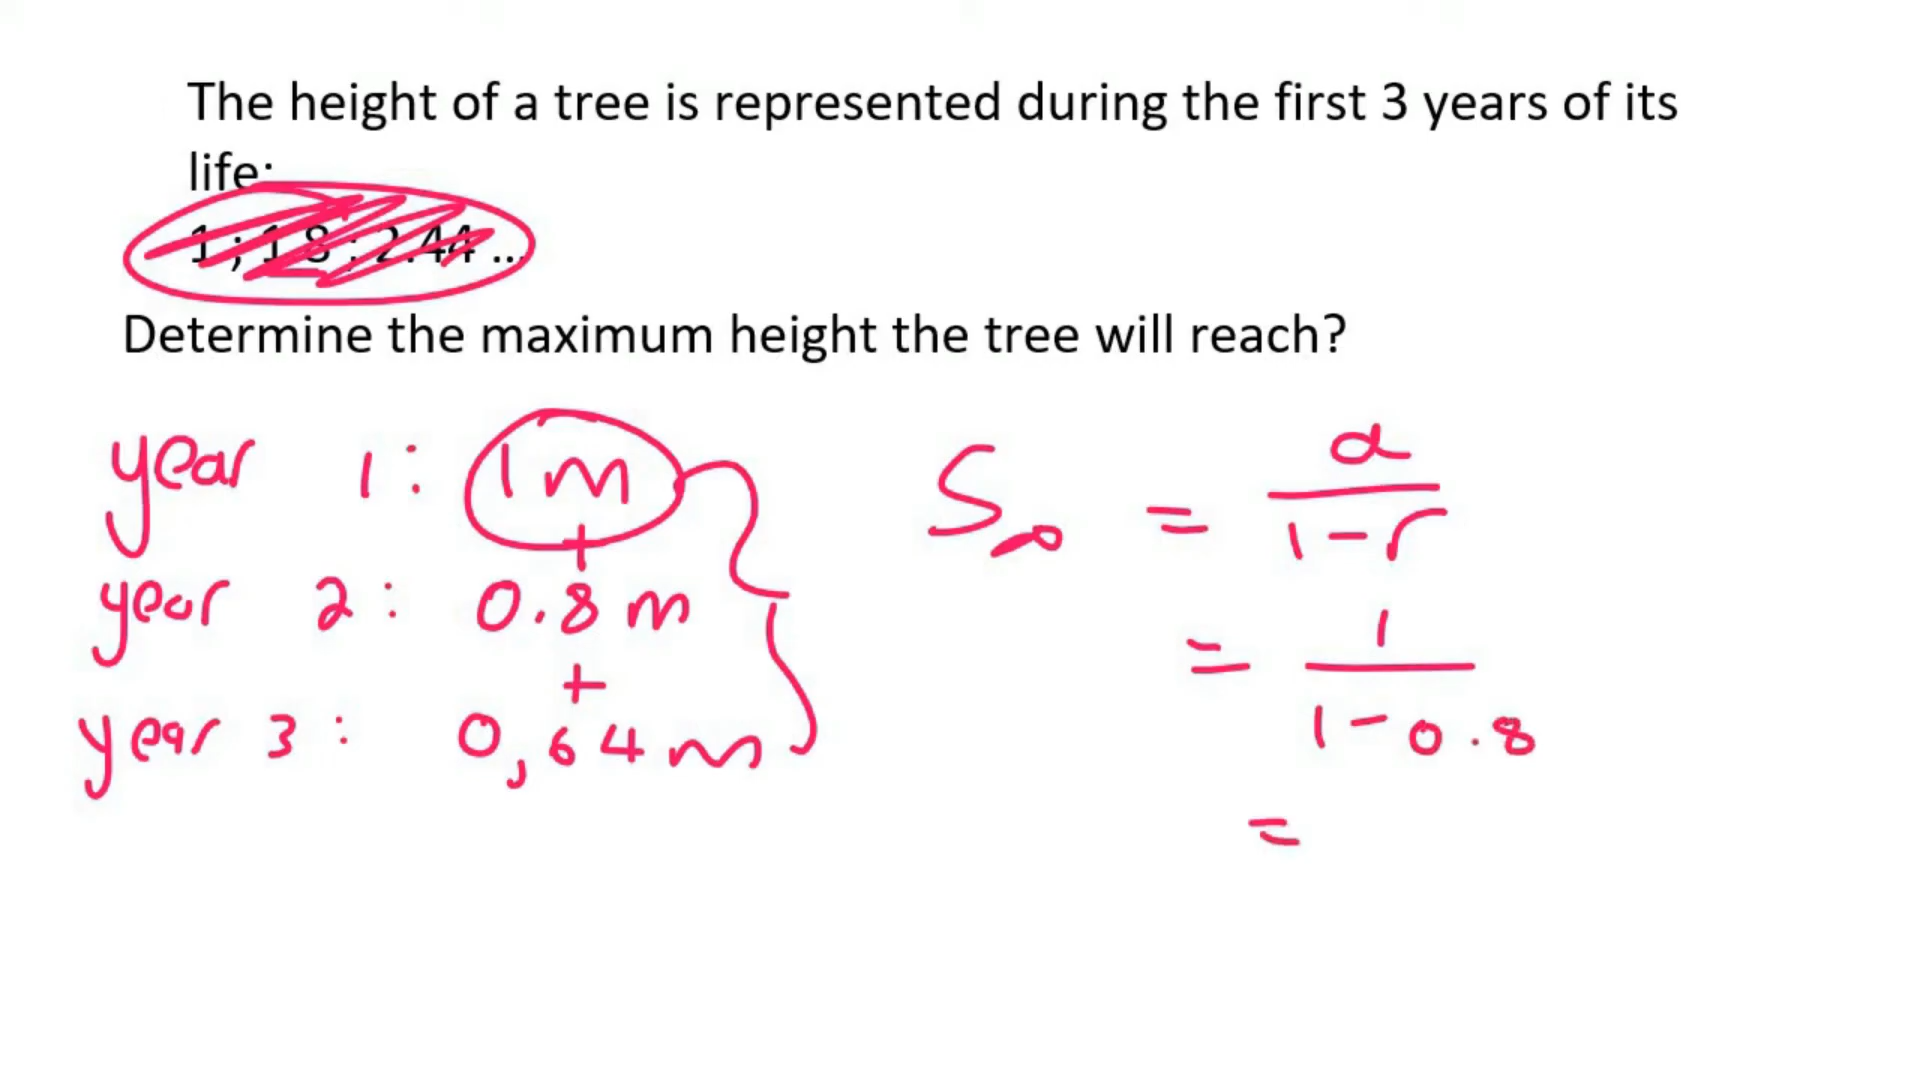 The height of a tree is represented during the first 3 years of its
life:
1 ; 1.8 ; 2.44 ...
Determine the maximum height the tree will reach?
year 1: 1m
+
year 2: 0.8 m
+
year 3: 0,64 m
S∞ = a / 1-r
= 1 / 1-0.8
=